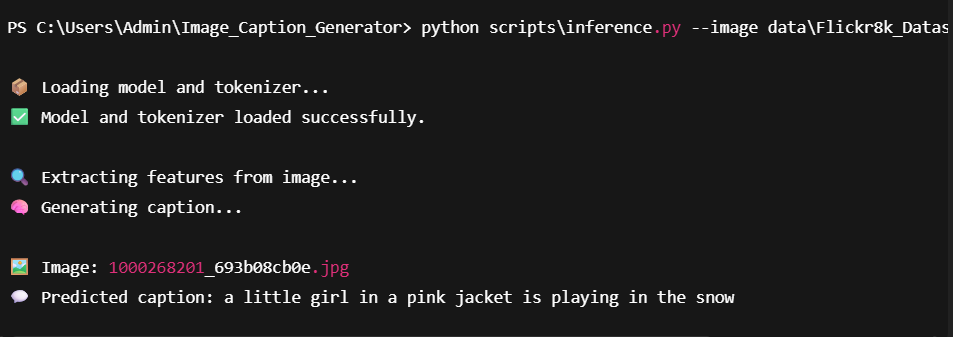 PS C:\Users\Admin\Image_Caption_Generator> python scripts\inference.py --image data\Flickr8k_Datas
📦 Loading model and tokenizer...
✅ Model and tokenizer loaded successfully.
🔍 Extracting features from image...
🧠 Generating caption...
🖼️ Image: 1000268201_693b08cb0e.jpg
💬 Predicted caption: a little girl in a pink jacket is playing in the snow